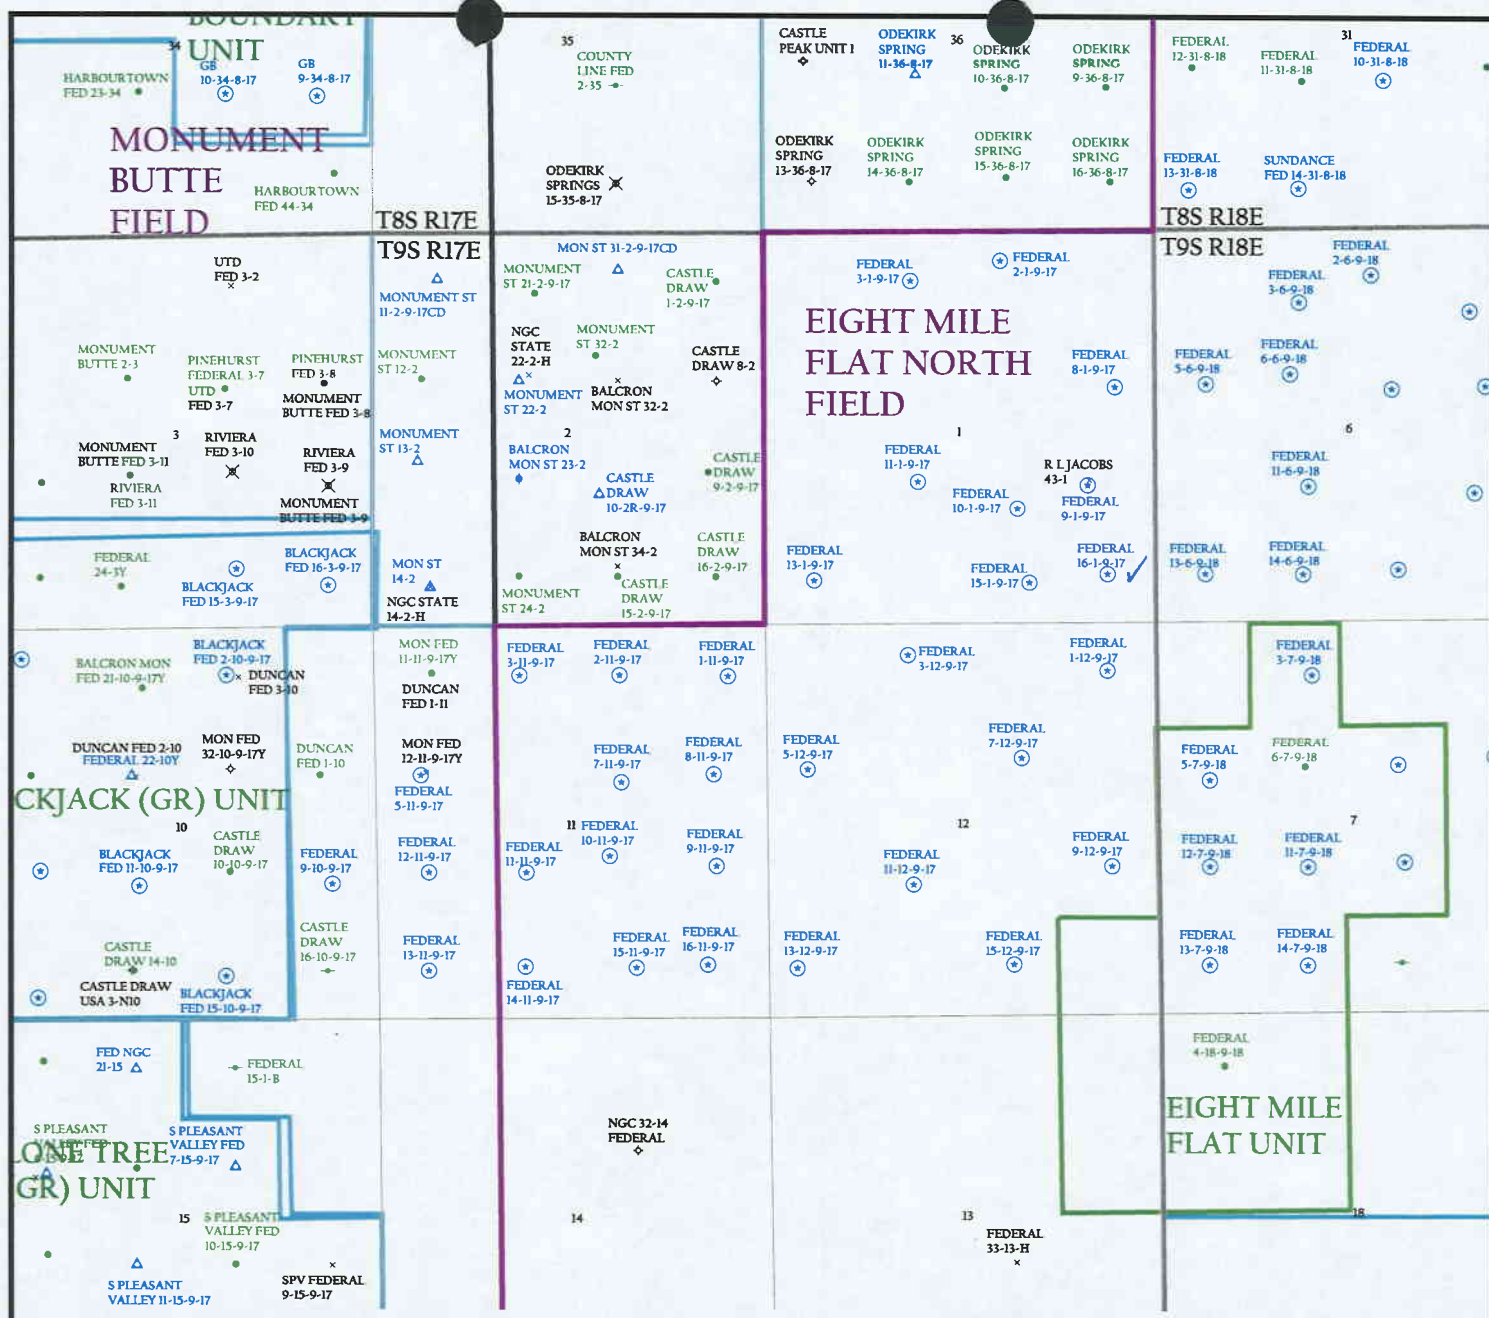 BOUNDARY
UNIT
34
GB
10-34-8-17
GB
9-34-8-17
HARBOURTOWN
FED 23-34
MONUMENT
BUTTE
FIELD
HARBOURTOWN
FED 44-34
T8S R17E
35
COUNTY
LINE FED
2-35
ODEKIRK
SPRINGS
15-35-8-17
CASTLE
PEAK UNIT 1
ODEKIRK
SPRING
11-36-8-17
36
ODEKIRK
SPRING
10-36-8-17
ODEKIRK
SPRING
9-36-8-17
ODEKIRK
SPRING
13-36-8-17
ODEKIRK
SPRING
14-36-8-17
ODEKIRK
SPRING
15-36-8-17
ODEKIRK
SPRING
16-36-8-17
31
FEDERAL
12-31-8-18
FEDERAL
11-31-8-18
FEDERAL
10-31-8-18
FEDERAL
13-31-8-18
SUNDANCE
FED 14-31-8-18
T8S R18E
T9S R17E
UTD
FED 3-2
MONUMENT
BUTTE 2-3
PINEHURST
FEDERAL 3-7
UTD
FED 3-7
PINEHURST
FED 3-8
MONUMENT
BUTTE FED 3-8
3
MONUMENT
BUTTE FED 3-11
RIVIERA
FED 3-11
RIVIERA
FED 3-10
RIVIERA
FED 3-9
MONUMENT
BUTTE FED 3-9
FEDERAL
24-3Y
BLACKJACK
FED 15-3-9-17
BLACKJACK
FED 16-3-9-17
MONUMENT ST
11-2-9-17CD
MONUMENT
ST 12-2
MONUMENT
ST 13-2
MON ST
14-2
NGC STATE
14-2-H
MON ST 31-2-9-17CD
MONUMENT
ST 21-2-9-17
CASTLE
DRAW
1-2-9-17
NGC
STATE
22-2-H
MONUMENT
ST 32-2
CASTLE
DRAW 8-2
MONUMENT
ST 22-2
BALCRON
MON ST 32-2
2
BALCRON
MON ST 23-2
CASTLE
DRAW
10-2R-9-17
CASTLE
DRAW
9-2-9-17
BALCRON
MON ST 34-2
CASTLE
DRAW
16-2-9-17
MONUMENT
ST 24-2
CASTLE
DRAW
15-2-9-17
FEDERAL
3-1-9-17
FEDERAL
2-1-9-17
EIGHT MILE
FLAT NORTH
FIELD
FEDERAL
8-1-9-17
1
FEDERAL
11-1-9-17
R L JACOBS
43-1
FEDERAL
10-1-9-17
FEDERAL
9-1-9-17
FEDERAL
13-1-9-17
FEDERAL
15-1-9-17
FEDERAL
16-1-9-17
T9S R18E
FEDERAL
2-6-9-18
FEDERAL
3-6-9-18
FEDERAL
5-6-9-18
FEDERAL
6-6-9-18
6
FEDERAL
11-6-9-18
FEDERAL
13-6-9-18
FEDERAL
14-6-9-18
BALCRON MON
FED 21-10-9-17Y
BLACKJACK
FED 2-10-9-17
DUNCAN
FED 3-10
DUNCAN FED 2-10
FEDERAL 22-10Y
MON FED
32-10-9-17Y
DUNCAN
FED 1-10
CKJACK (GR) UNIT
10
CASTLE
DRAW
10-10-9-17
BLACKJACK
FED 11-10-9-17
FEDERAL
9-10-9-17
CASTLE
DRAW 14-10
CASTLE DRAW
USA 3-N10
BLACKJACK
FED 15-10-9-17
CASTLE
DRAW
16-10-9-17
MON FED
11-11-9-17Y
DUNCAN
FED 1-11
MON FED
12-11-9-17Y
FEDERAL
5-11-9-17
FEDERAL
12-11-9-17
FEDERAL
13-11-9-17
FEDERAL
3-11-9-17
FEDERAL
2-11-9-17
FEDERAL
1-11-9-17
FEDERAL
7-11-9-17
FEDERAL
8-11-9-17
11
FEDERAL
11-11-9-17
FEDERAL
10-11-9-17
FEDERAL
9-11-9-17
FEDERAL
14-11-9-17
FEDERAL
15-11-9-17
FEDERAL
16-11-9-17
FEDERAL
3-12-9-17
FEDERAL
1-12-9-17
FEDERAL
5-12-9-17
FEDERAL
7-12-9-17
12
FEDERAL
11-12-9-17
FEDERAL
9-12-9-17
FEDERAL
13-12-9-17
FEDERAL
15-12-9-17
FEDERAL
3-7-9-18
FEDERAL
5-7-9-18
FEDERAL
6-7-9-18
7
FEDERAL
12-7-9-18
FEDERAL
11-7-9-18
FEDERAL
13-7-9-18
FEDERAL
14-7-9-18
FED NGC
21-15
FEDERAL
15-1-B
S PLEASANT
VALLEY FED
LONE TREE
(GR) UNIT
S PLEASANT
VALLEY FED
7-15-9-17
15
S PLEASANT
VALLEY FED
10-15-9-17
S PLEASANT
VALLEY 11-15-9-17
SPV FEDERAL
9-15-9-17
NGC 32-14
FEDERAL
14
13
FEDERAL
33-13-H
FEDERAL
4-18-9-18
EIGHT MILE
FLAT UNIT
18